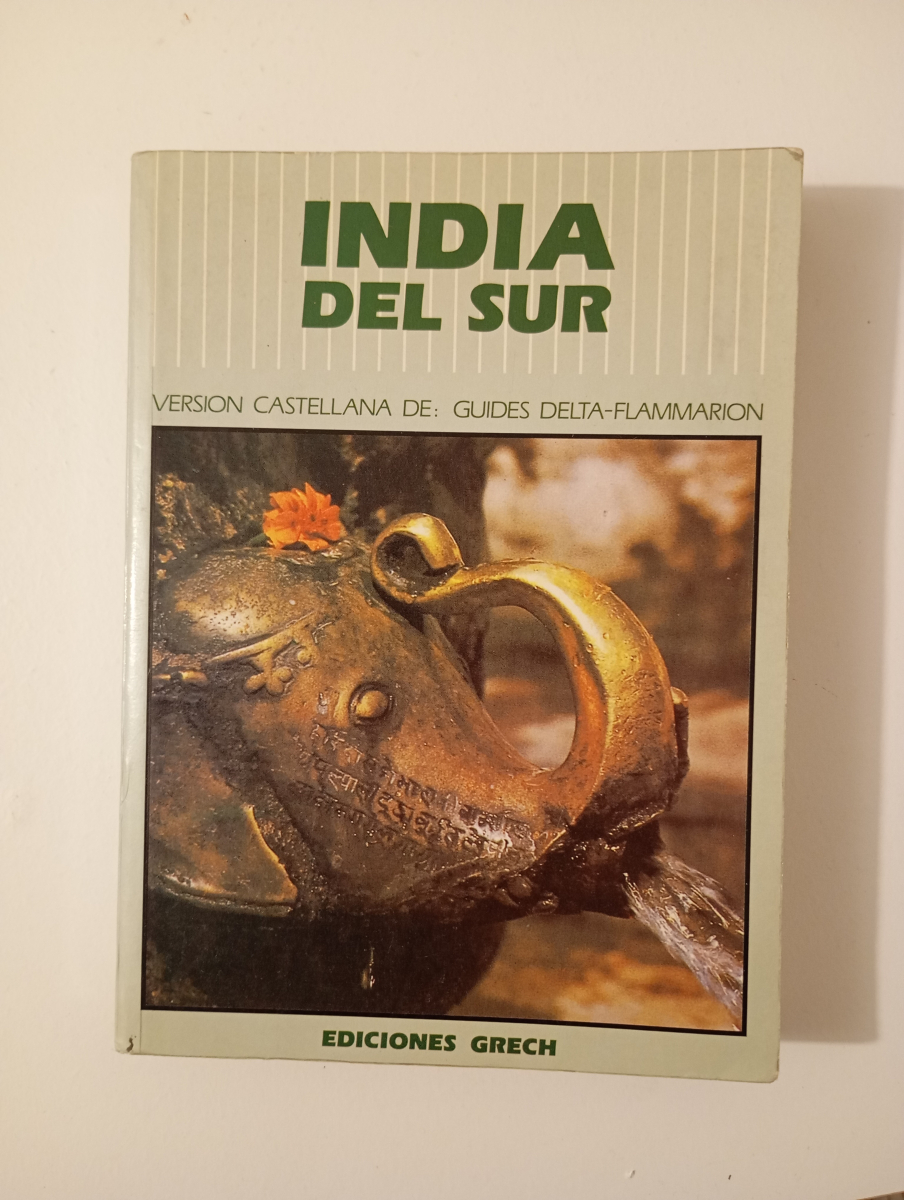 INDIA
DEL SUR
VERSION CASTELLANA DE: GUIDES DELTA-FLAMMARION
EDICIONES GRECH